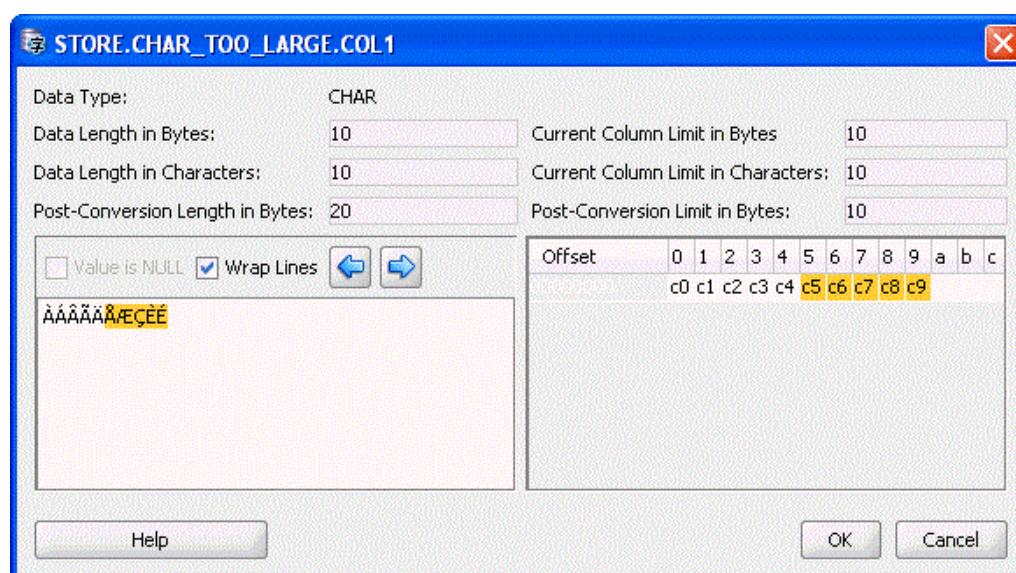 STORE.CHAR_TOO_LARGE.COL1
Data Type: CHAR
Data Length in Bytes: 10 Current Column Limit in Bytes 10
Data Length in Characters: 10 Current Column Limit in Characters: 10
Post-Conversion Length in Bytes: 20 Post-Conversion Limit in Bytes: 10
Value is NULL Wrap Lines
ÀÁÂÃÄÅÆÇÈÉ
Offset 0 1 2 3 4 5 6 7 8 9 a b c
c0 c1 c2 c3 c4 c5 c6 c7 c8 c9
Help OK Cancel